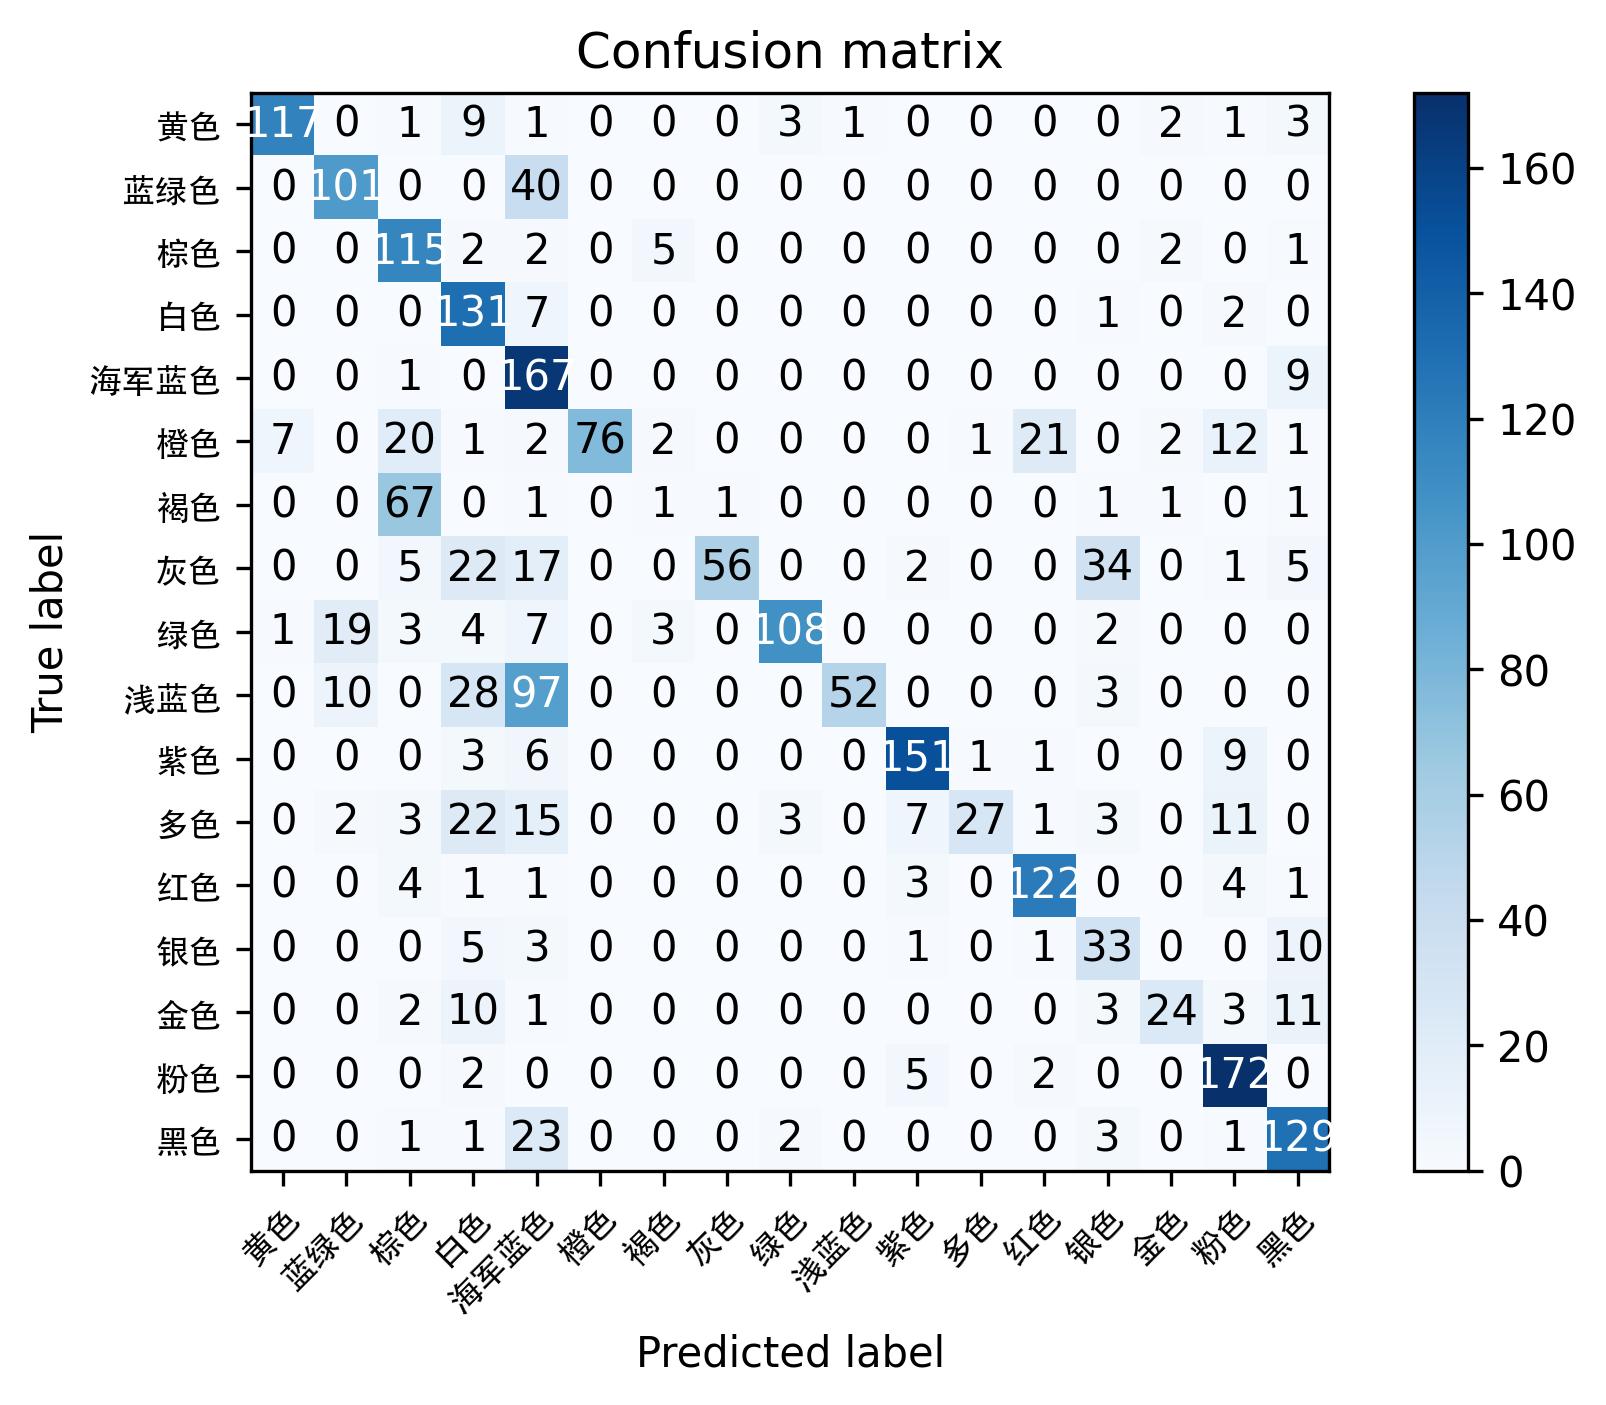 Confusion matrix
黄色 117 0 1 9 1 0 0 0 3 1 0 0 0 0 2 1 3
蓝绿色 0 101 0 0 40 0 0 0 0 0 0 0 0 0 0 0 0
棕色 0 0 115 2 2 0 5 0 0 0 0 0 0 0 2 0 1
白色 0 0 0 131 7 0 0 0 0 0 0 0 0 1 0 2 0
海军蓝色 0 0 1 0 167 0 0 0 0 0 0 0 0 0 0 0 9
橙色 7 0 20 1 2 76 2 0 0 0 0 1 21 0 2 12 1
褐色 0 0 67 0 1 0 1 1 0 0 0 0 0 1 1 0 1
灰色 0 0 5 22 17 0 0 56 0 0 2 0 0 34 0 1 5
绿色 1 19 3 4 7 0 3 0 108 0 0 0 0 2 0 0 0
浅蓝色 0 10 0 28 97 0 0 0 0 52 0 0 0 3 0 0 0
紫色 0 0 0 3 6 0 0 0 0 0 151 1 1 0 0 9 0
多色 0 2 3 22 15 0 0 0 3 0 7 27 1 3 0 11 0
红色 0 0 4 1 1 0 0 0 0 0 3 0 122 0 0 4 1
银色 0 0 0 5 3 0 0 0 0 0 1 0 1 33 0 0 10
金色 0 0 2 10 1 0 0 0 0 0 0 0 0 3 24 3 11
粉色 0 0 0 2 0 0 0 0 0 0 5 0 2 0 0 172 0
黑色 0 0 1 1 23 0 0 0 2 0 0 0 0 3 0 1 129
True label
黄色 蓝绿色 棕色 白色 海军蓝色 橙色 褐色 灰色 绿色 浅蓝色 紫色 多色 红色 银色 金色 粉色 黑色
Predicted label
160
140
120
100
80
60
40
20
0